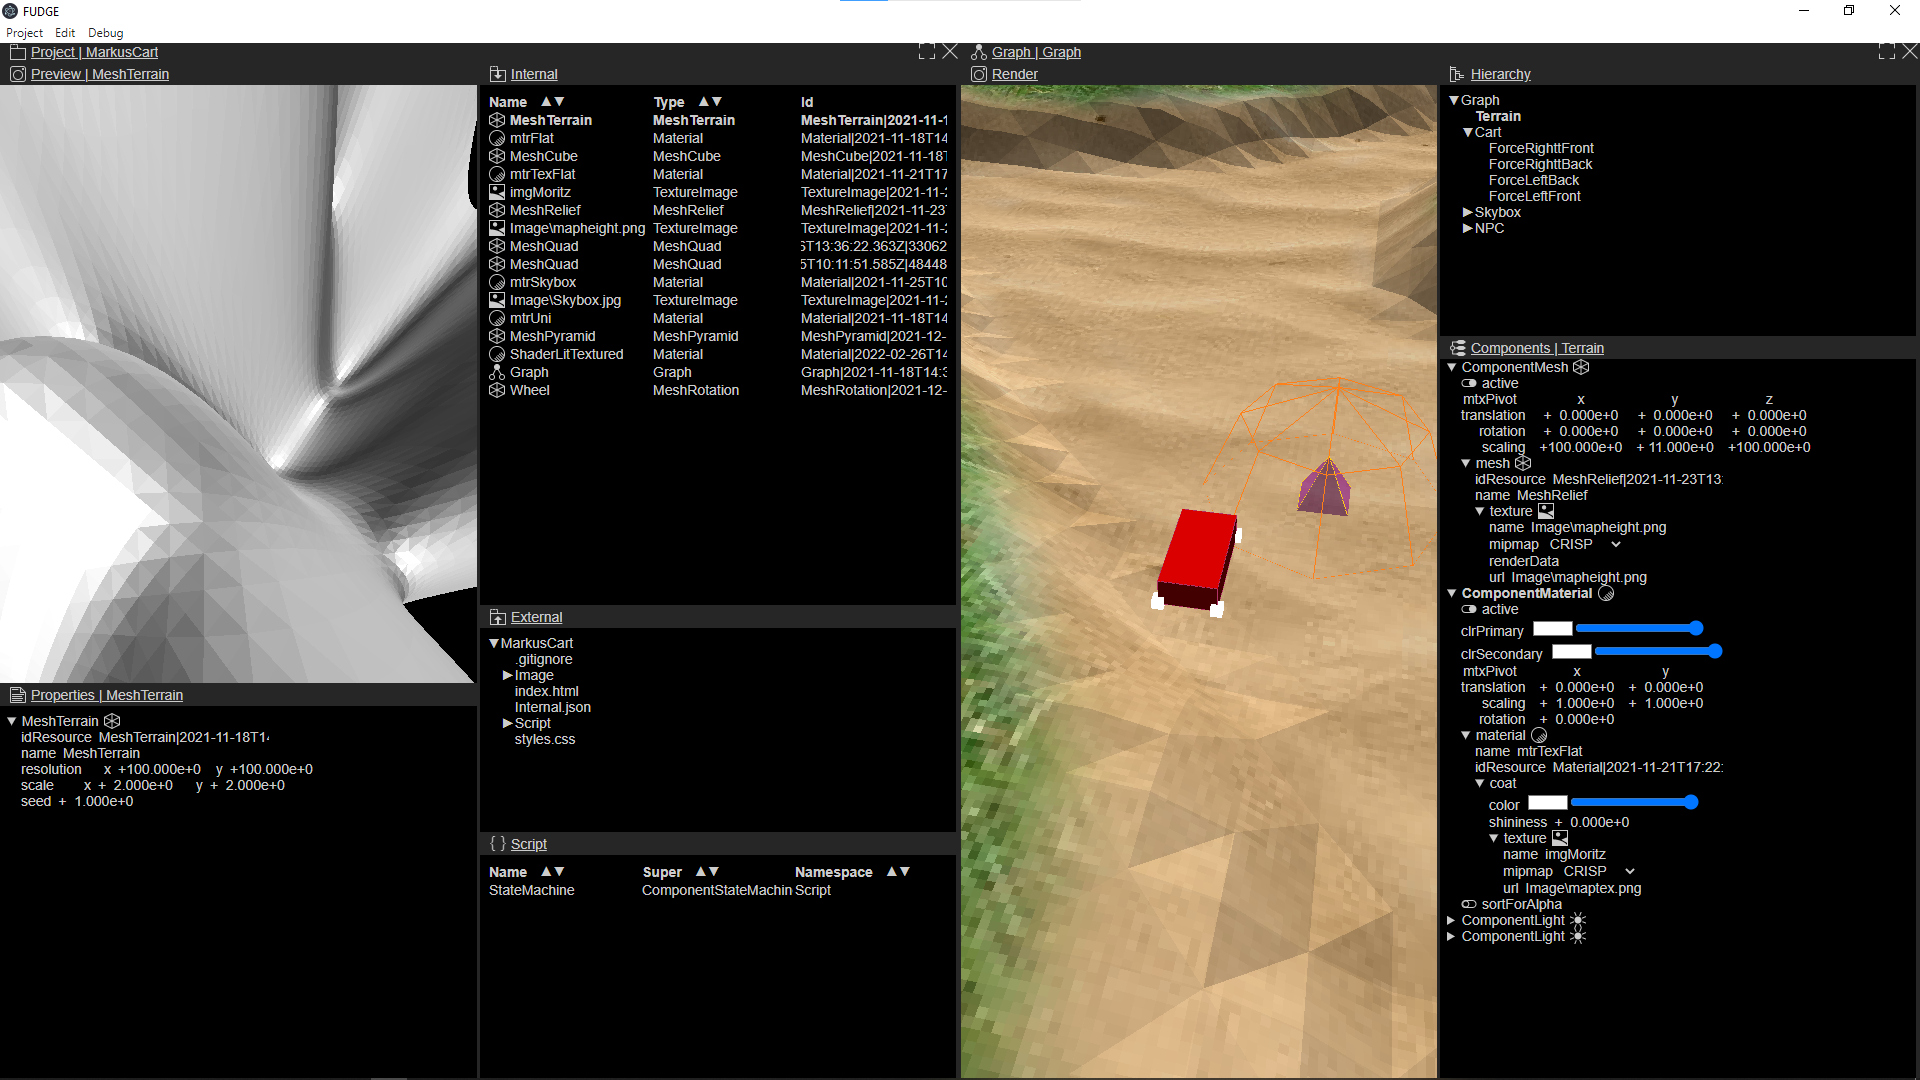 FUDGE
Project Edit Debug
Project | MarkusCart
Preview | MeshTerrain
Properties | MeshTerrain
MeshTerrain
idResource MeshTerrain|2021-11-18T1
name MeshTerrain
resolution x +100.000e+0 y +100.000e+0
scale x + 2.000e+0 y + 2.000e+0
seed + 1.000e+0
Internal
Name ▲▼ Type ▲▼ Id
MeshTerrain MeshTerrain MeshTerrain|2021-11-1
mtrFlat Material Material|2021-11-18T14
MeshCube MeshCube MeshCube|2021-11-18T
mtrTexFlat Material Material|2021-11-21T17
imgMoritz TextureImage TextureImage|2021-11-2
MeshRelief MeshRelief MeshRelief|2021-11-23
Image\mapheight.png TextureImage TextureImage|2021-11-2
MeshQuad MeshQuad 6T13:36:22.363Z|33062
MeshQuad MeshQuad 5T10:11:51.585Z|48448
mtrSkybox Material Material|2021-11-25T10
Image\Skybox.jpg TextureImage TextureImage|2021-11-2
mtrUni Material Material|2021-11-18T14
MeshPyramid MeshPyramid MeshPyramid|2021-12-
ShaderLitTextured Material Material|2022-02-26T14
Graph Graph Graph|2021-11-18T14:3
Wheel MeshRotation MeshRotation|2021-12-
External
▼MarkusCart
.gitignore
▶Image
index.html
Internal.json
▶Script
styles.css
{ } Script
Name ▲▼ Super ▲▼ Namespace ▲▼
StateMachine ComponentStateMachin Script
Graph | Graph
Render
Hierarchy
▼Graph
Terrain
▼Cart
ForceRighttFront
ForceRighttBack
ForceLeftBack
ForceLeftFront
▶Skybox
▶NPC
Components | Terrain
▼ ComponentMesh
active
mtxPivot x y z
translation + 0.000e+0 + 0.000e+0 + 0.000e+0
rotation + 0.000e+0 + 0.000e+0 + 0.000e+0
scaling +100.000e+0 + 11.000e+0 +100.000e+0
▼ mesh
idResource MeshRelief|2021-11-23T13:
name MeshRelief
▼ texture
name Image\mapheight.png
mipmap CRISP
renderData
url Image\mapheight.png
▼ ComponentMaterial
active
clrPrimary
clrSecondary
mtxPivot x y
translation + 0.000e+0 + 0.000e+0
scaling + 1.000e+0 + 1.000e+0
rotation + 0.000e+0
▼ material
name mtrTexFlat
idResource Material|2021-11-21T17:22:
▼ coat
color
shininess + 0.000e+0
▼ texture
name imgMoritz
mipmap CRISP
url Image\maptex.png
sortForAlpha
▶ ComponentLight
▶ ComponentLight